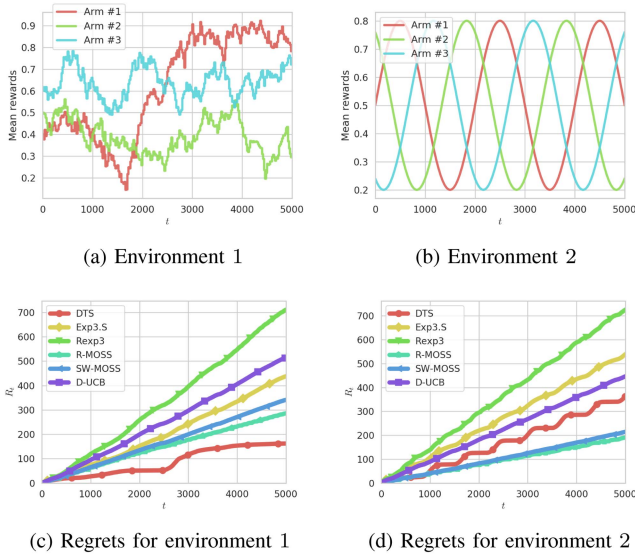 Arm #1
Arm #2
Arm #3
Mean rewards
0.9
0.8
0.7
0.6
0.5
0.4
0.3
0.2
0 1000 2000 3000 4000 5000
t
(a) Environment 1
Arm #1
Arm #2
Arm #3
Mean rewards
0.8
0.7
0.6
0.5
0.4
0.3
0.2
0 1000 2000 3000 4000 5000
t
(b) Environment 2
DTS
Exp3.S
Rexp3
R-MOSS
SW-MOSS
D-UCB
Rt
700
600
500
400
300
200
100
0
0 1000 2000 3000 4000 5000
t
(c) Regrets for environment 1
DTS
Exp3.S
Rexp3
R-MOSS
SW-MOSS
D-UCB
Rt
700
600
500
400
300
200
100
0
0 1000 2000 3000 4000 5000
t
(d) Regrets for environment 2